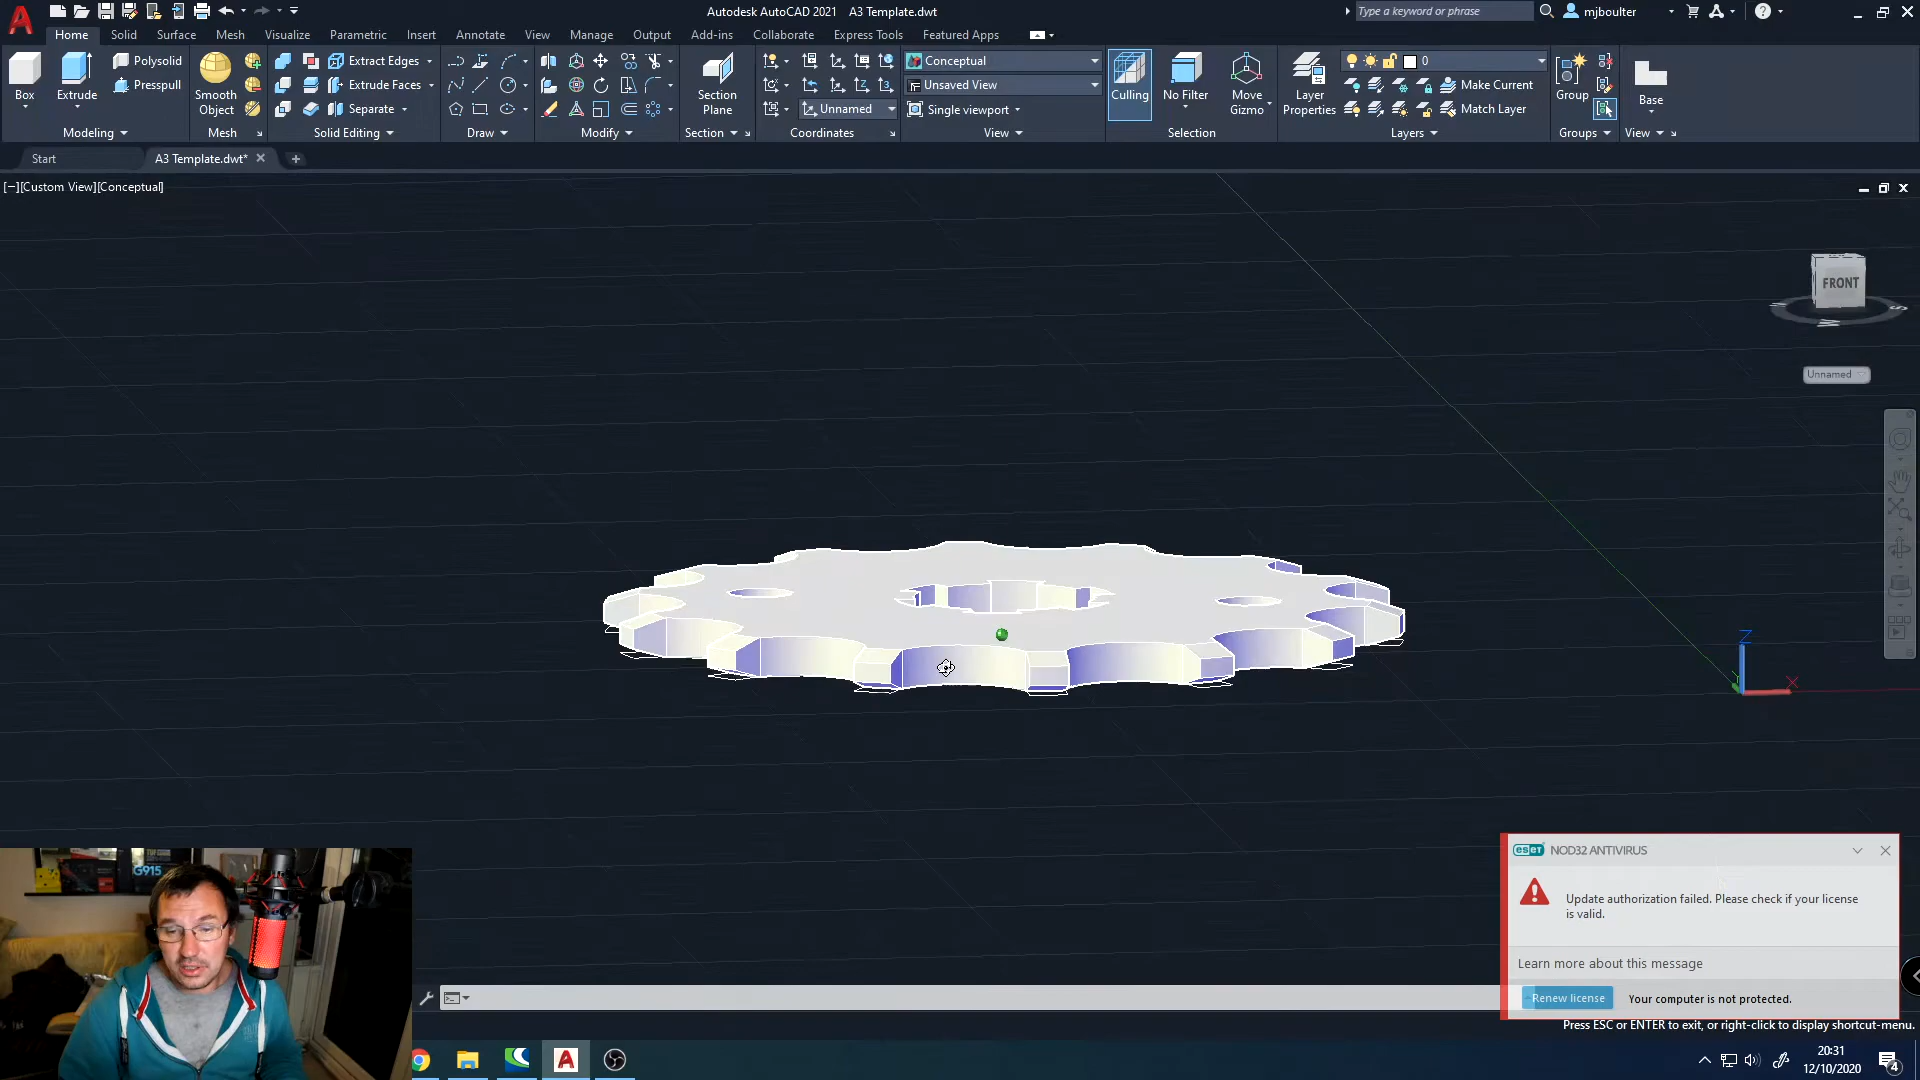 Autodesk AutoCAD 2021 A3 Template.dwt
Type a keyword or phrase
mjboulter
Home Solid Surface Mesh Visualize Parametric Insert Annotate View Manage Output Add-ins Collaborate Express Tools Featured Apps
Box
Extrude
Polysolid
Presspull
Smooth
Object
Extract Edges
Extrude Faces
Separate
Section
Plane
Unnamed
Conceptual
Unsaved View
Single viewport
Culling
No Filter
Move
Gizmo
Layer
Properties
0
Make Current
Match Layer
Group
Base
Modeling Mesh Solid Editing Draw Modify Section Coordinates View Selection Layers Groups View
Start A3 Template.dwt*
[−][Custom View][Conceptual]
FRONT
Unnamed
Z
X
G915
eset NOD32 ANTIVIRUS
Update authorization failed. Please check if your license
is valid.
Learn more about this message
Renew license Your computer is not protected.
Press ESC or ENTER to exit, or right-click to display shortcut-menu.
20:31
12/10/2020
4